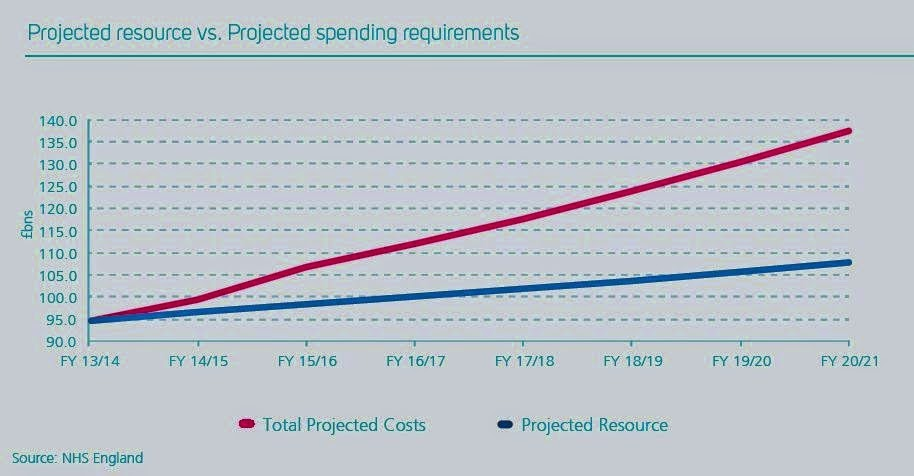 Projected resource vs. Projected spending requirements
140.0
135.0
130.0
125.0
120.0
115.0
110.0
105.0
100.0
95.0
90.0
£bns
FY 13/14 FY 14/15 FY 15/16 FY 16/17 FY 17/18 FY 18/19 FY 19/20 FY 20/21
Total Projected Costs Projected Resource
Source: NHS England